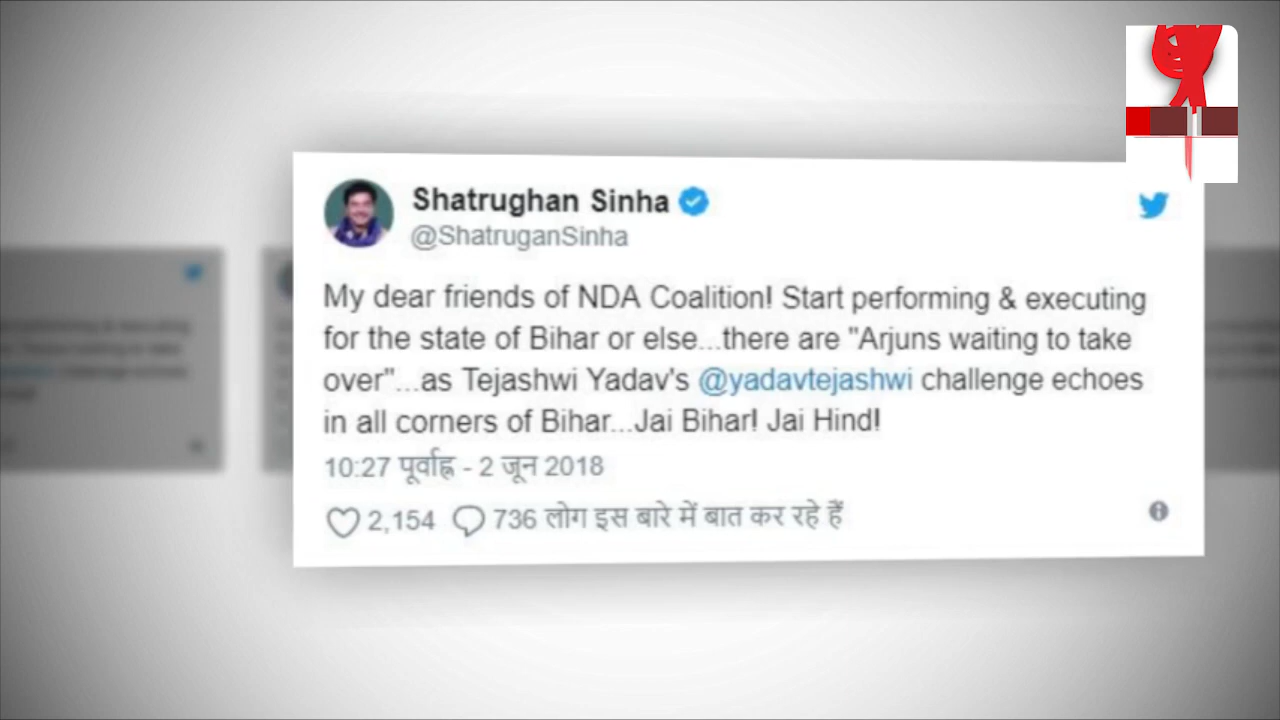 Shatrughan Sinha
@ShatruganSinha
My dear friends of NDA Coalition! Start performing & executing
for the state of Bihar or else...there are "Arjuns waiting to take
over"...as Tejashwi Yadav's @yadavtejashwi challenge echoes
in all corners of Bihar...Jai Bihar! Jai Hind!
10:27 पूर्वाह्न - 2 जून 2018
2,154 736 लोग इस बारे में बात कर रहे हैं